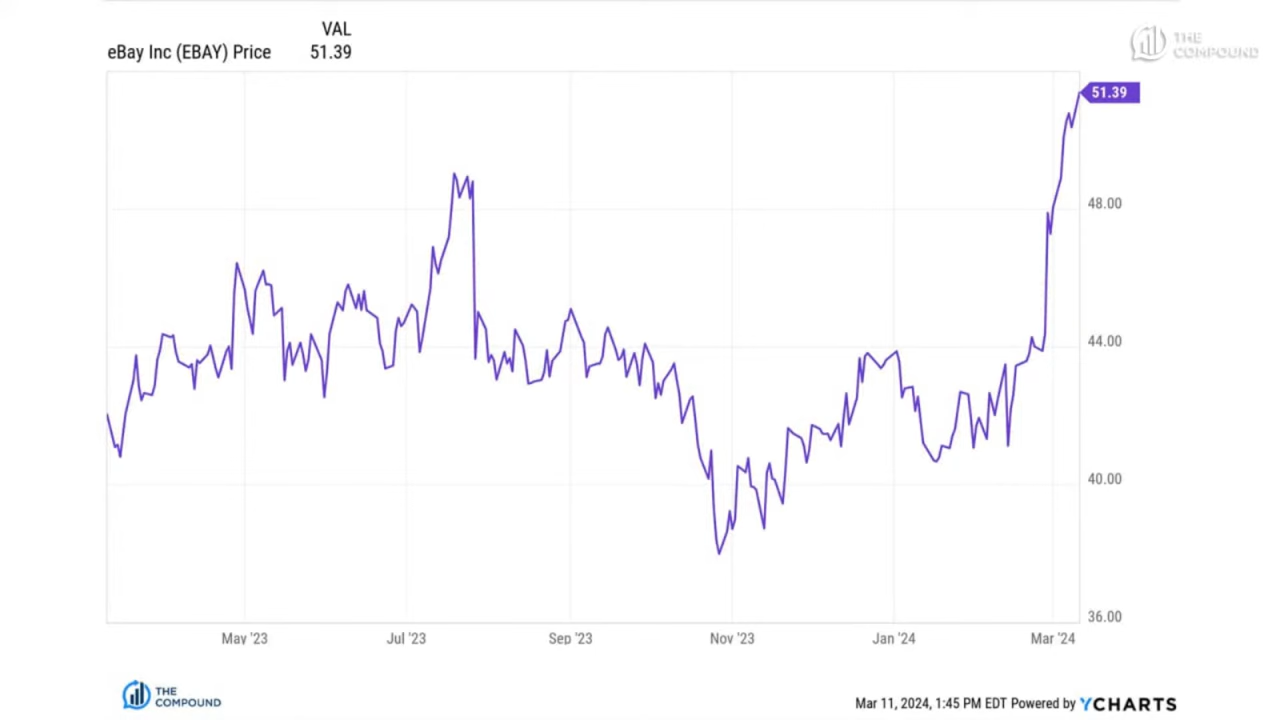 VAL
eBay Inc (EBAY) Price 51.39
THE
COMPOUND
51.39
48.00
44.00
40.00
36.00
May '23 Jul '23 Sep '23 Nov '23 Jan '24 Mar '24
THE
COMPOUND
Mar 11, 2024, 1:45 PM EDT Powered by YCHARTS